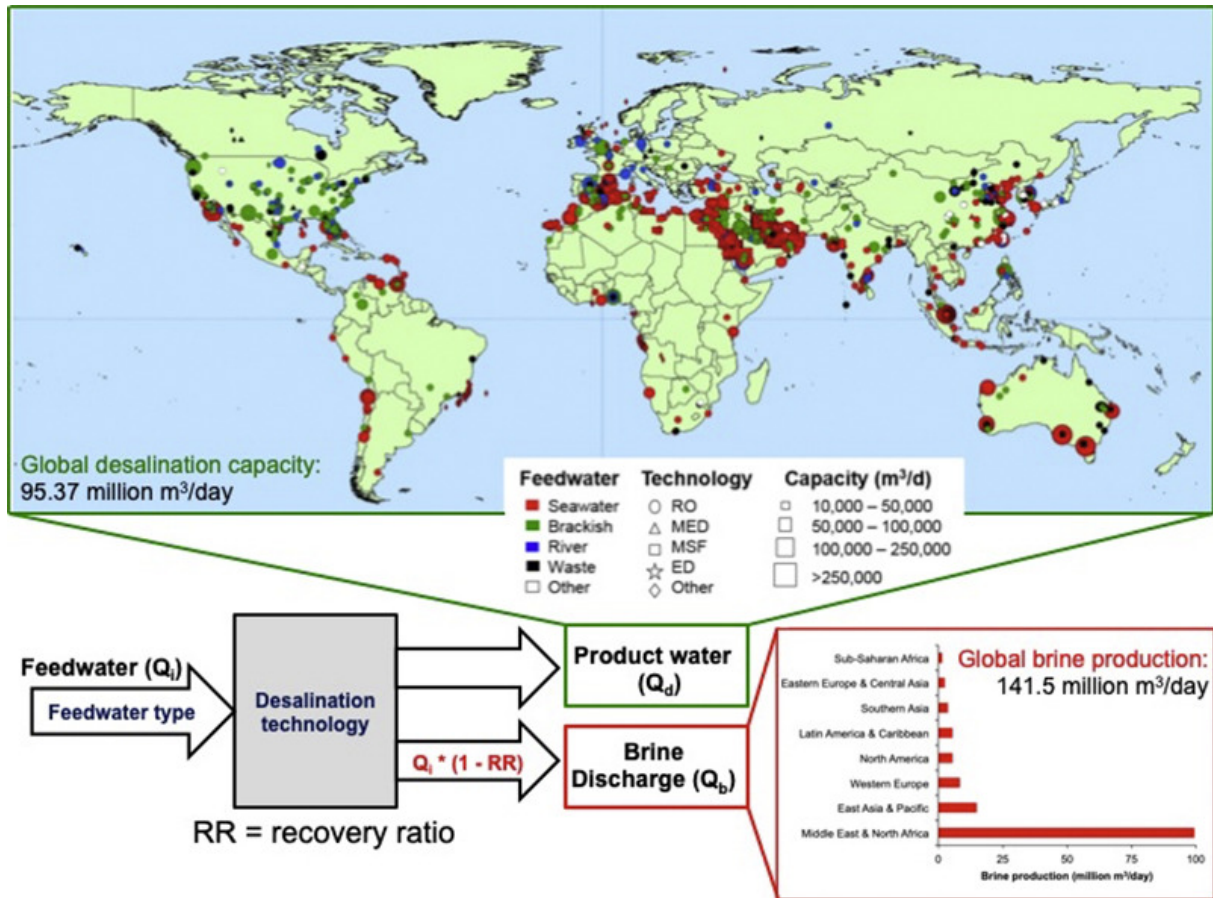 Global desalination capacity:
95.37 million m³/day
Feedwater
Seawater
Brackish
River
Waste
Other
Technology
RO
MED
MSF
ED
Other
Capacity (m³/d)
10,000 – 50,000
50,000 – 100,000
100,000 – 250,000
>250,000
Feedwater (Qi)
Feedwater type
Desalination
technology
RR = recovery ratio
Qi * (1 - RR)
Product water
(Qd)
Brine
Discharge (Qb)
Global brine production:
141.5 million m³/day
Sub-Saharan Africa
Eastern Europe & Central Asia
Southern Asia
Latin America & Caribbean
North America
Western Europe
East Asia & Pacific
Middle East & North Africa
0 25 50 75 100
Brine production (million m³/day)